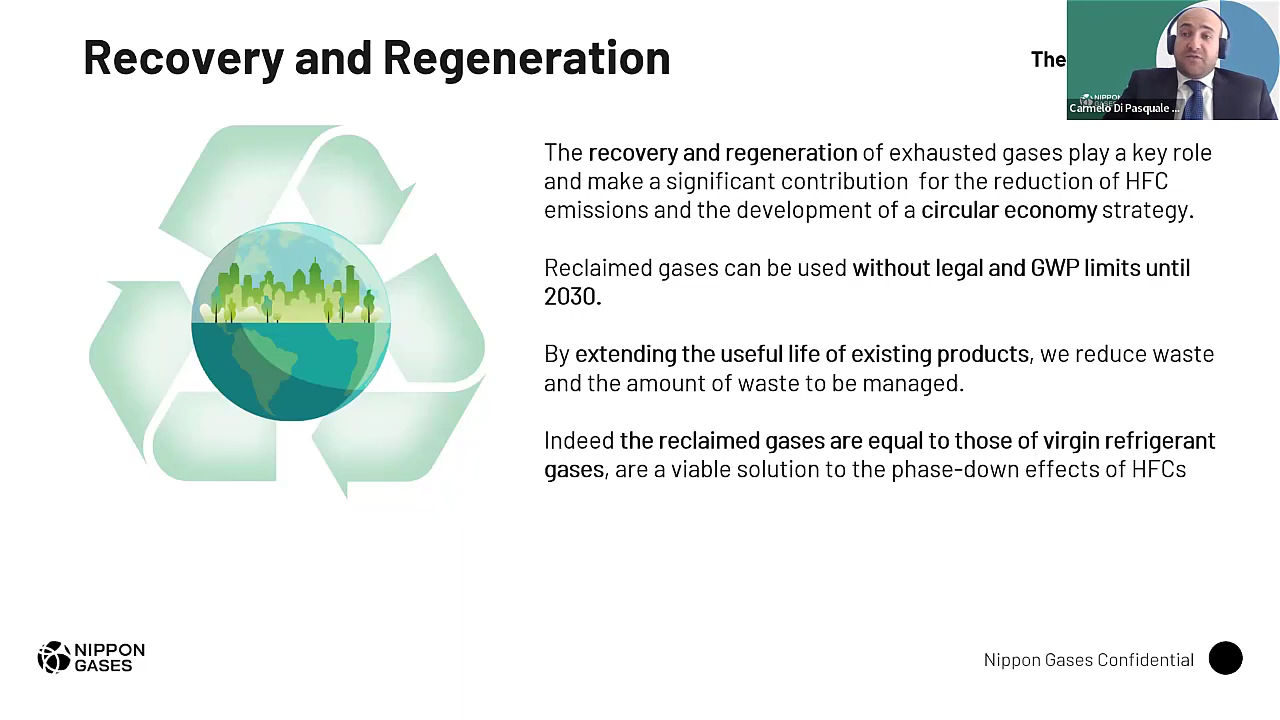 Recovery and Regeneration
The
NIPPON
GASES
Carmelo Di Pasquale ...
The recovery and regeneration of exhausted gases play a key role
and make a significant contribution for the reduction of HFC
emissions and the development of a circular economy strategy.
Reclaimed gases can be used without legal and GWP limits until
2030.
By extending the useful life of existing products, we reduce waste
and the amount of waste to be managed.
Indeed the reclaimed gases are equal to those of virgin refrigerant
gases, are a viable solution to the phase-down effects of HFCs
NIPPON
GASES
Nippon Gases Confidential